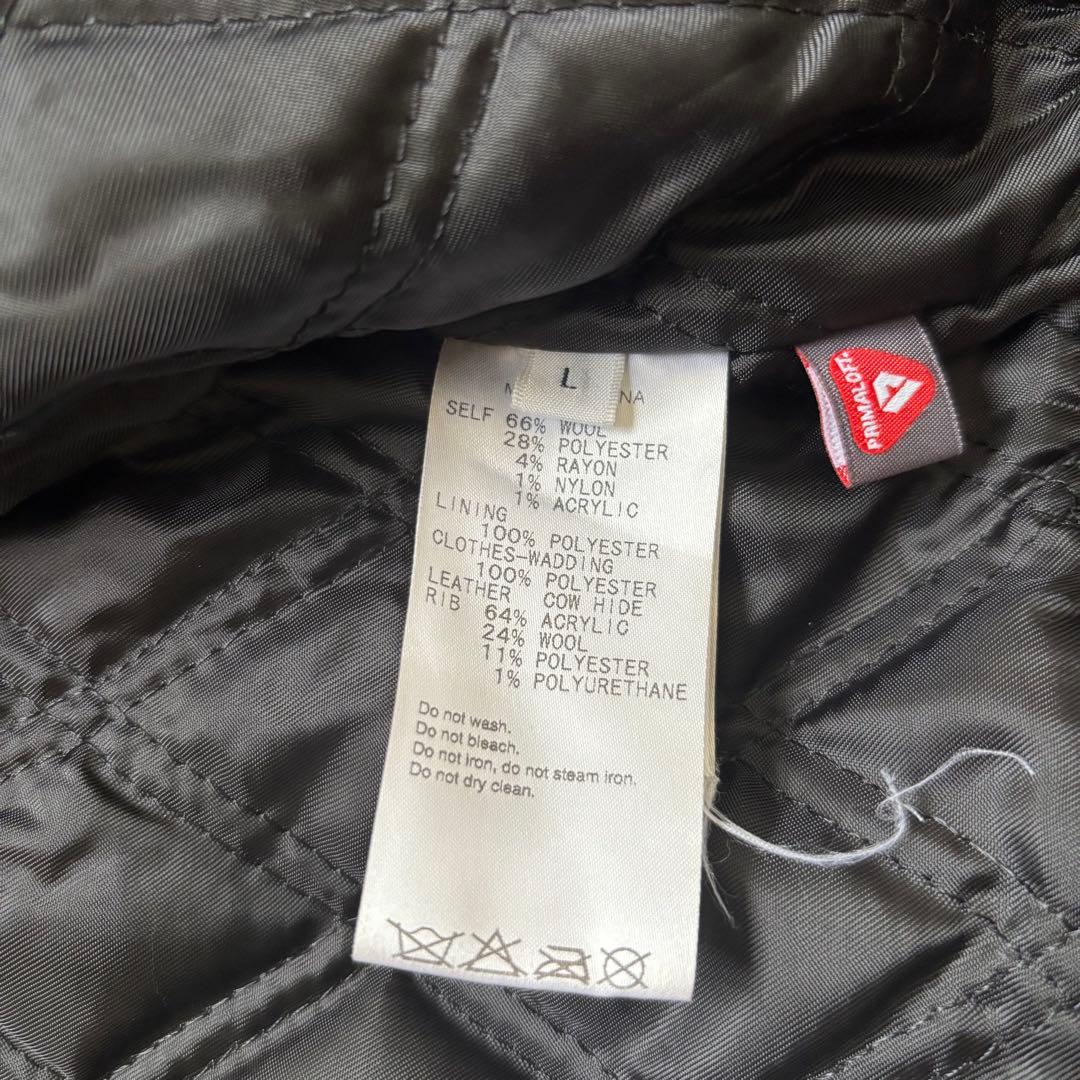 L
NA
SELF 66% WOOL
28% POLYESTER
4% RAYON
1% NYLON
1% ACRYLIC
LINING
100% POLYESTER
CLOTHES-WADDING
100% POLYESTER
LEATHER COW HIDE
RIB 64% ACRYLIC
24% WOOL
11% POLYESTER
1% POLYURETHANE
Do not wash.
Do not bleach.
Do not iron, do not steam iron.
Do not dry clean.
PRIMALOFT.